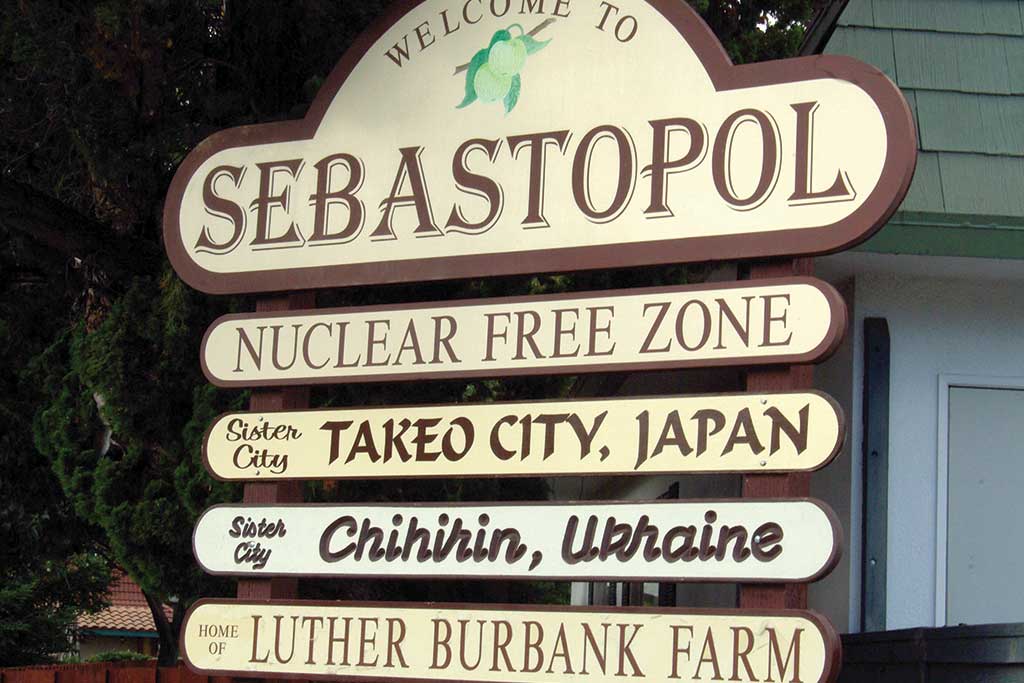 WELCOME TO
SEBASTOPOL
NUCLEAR FREE ZONE
Sister City TAKEO CITY, JAPAN
Sister City Chihirin, Ukraine
HOME OF LUTHER BURBANK FARM